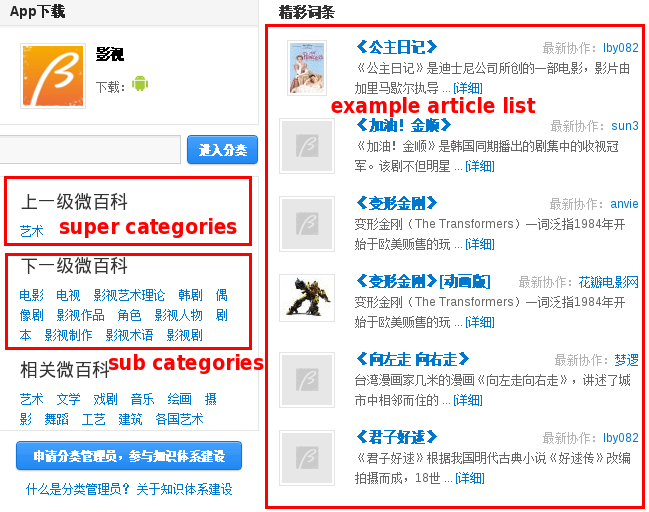 App下载
影视
下载：
进入分类
上一级微百科
艺术
super categories
下一级微百科
电影 电视 影视艺术理论 韩剧 偶
像剧 影视作品 角色 影视人物 剧
本 影视制作 影视术语 影视剧
sub categories
相关微百科
艺术 文学 戏剧 音乐 绘画 摄
影 舞蹈 工艺 建筑 各国艺术
申请分类管理员，参与知识体系建设
什么是分类管理员？ 关于知识体系建设
精彩词条
《公主日记》 最新协作：lby082
《公主日记》是迪士尼公司所创的一部电影，影片由
加里马歇尔执导 ... [详细]
example article list
《加油！金顺》 最新协作：sun3
《加油！金顺》是韩国同期播出的剧集中的收视冠
军。该剧不但明星 ... [详细]
《变形金刚》 最新协作：anvie
变形金刚（The Transformers）一词泛指1984年开
始于欧美贩售的玩 ... [详细]
《变形金刚》[动画版] 最新协作：花瓣电影网
变形金刚（The Transformers）一词泛指1984年开
始于欧美贩售的玩 ... [详细]
《向左走 向右走》 最新协作：梦逻
台湾漫画家几米的漫画《向左走向右走》，讲述了城
市中相邻而住的 ... [详细]
《君子好逑》 最新协作：lby082
《君子好逑》根据我国明代古典小说《好逑传》改编
拍摄而成，18世 ... [详细]